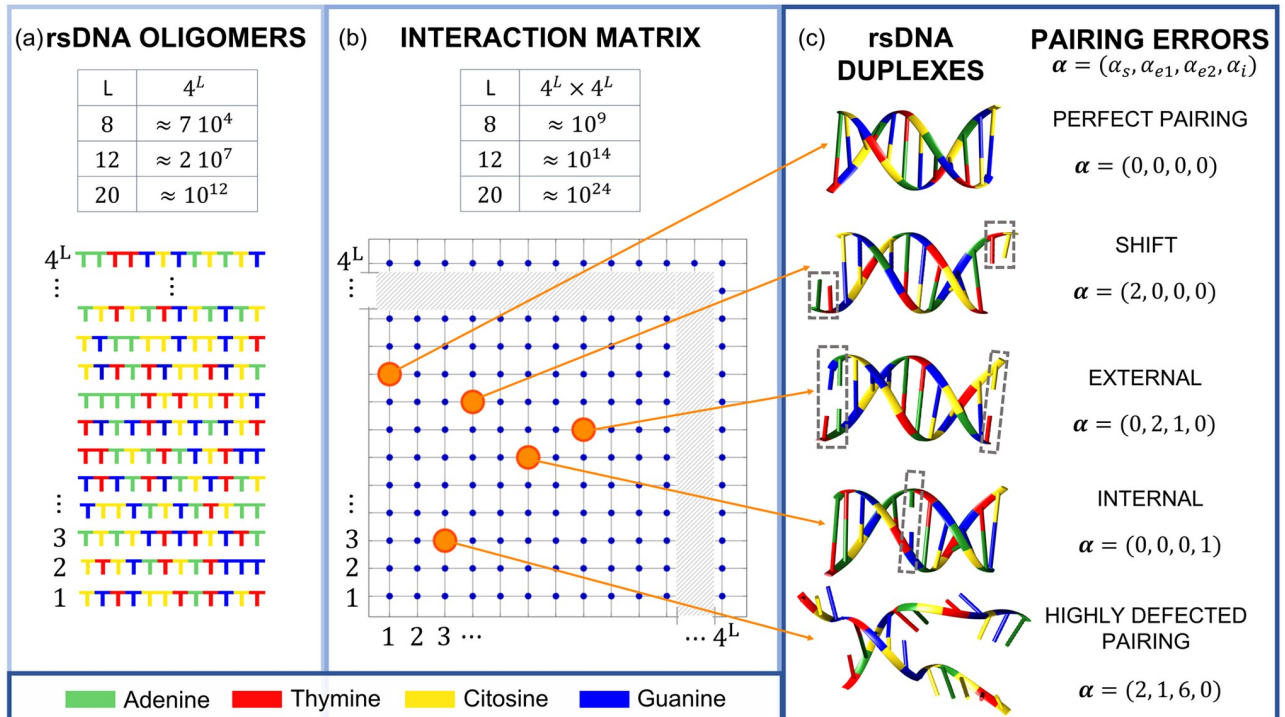 (a) rsDNA OLIGOMERS
L 4^L
8 ≈ 7 10^4
12 ≈ 2 10^7
20 ≈ 10^12
4^L
⋮ ⋮
⋮
3
2
1
(b) INTERACTION MATRIX
L 4^L × 4^L
8 ≈ 10^9
12 ≈ 10^14
20 ≈ 10^24
4^L
⋮
⋮
3
2
1
1 2 3 ... ... 4^L
(c) rsDNA
DUPLEXES
PAIRING ERRORS
α = (α_s, α_e1, α_e2, α_i)
PERFECT PAIRING
α = (0, 0, 0, 0)
SHIFT
α = (2, 0, 0, 0)
EXTERNAL
α = (0, 2, 1, 0)
INTERNAL
α = (0, 0, 0, 1)
HIGHLY DEFECTED
PAIRING
α = (2, 1, 6, 0)
Adenine Thymine Citosine Guanine